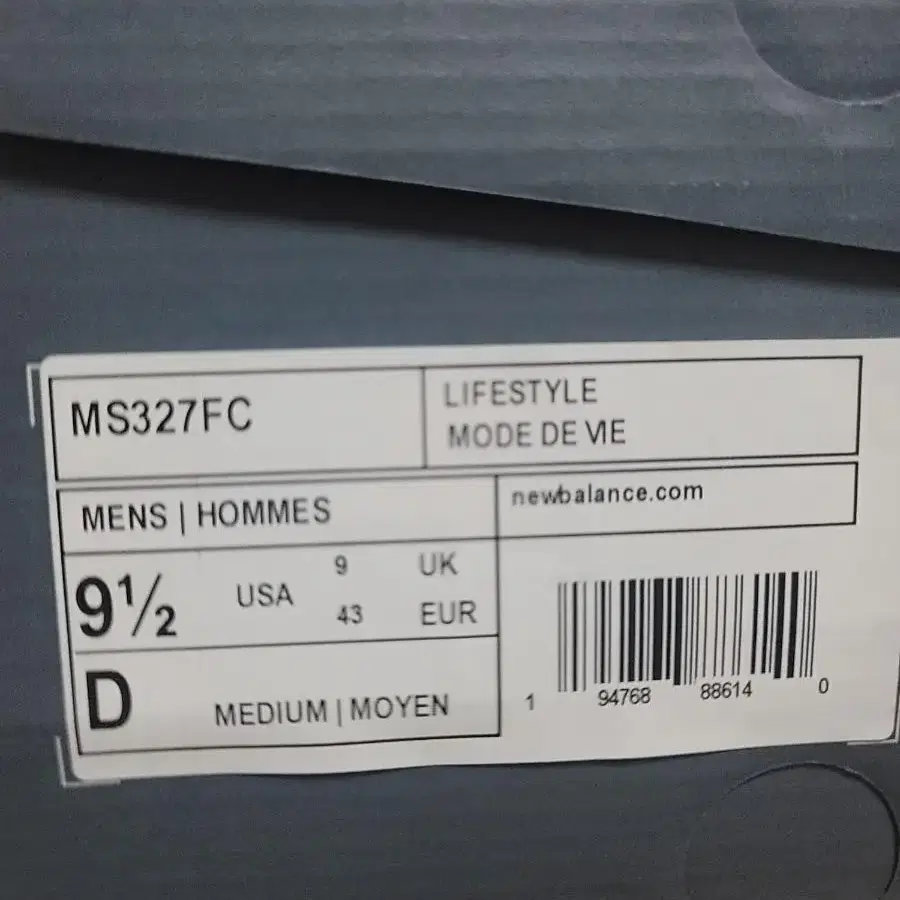 MS327FC
LIFESTYLE
MODE DE VIE
MENS | HOMMES
newbalance.com
9½ USA 9 UK
43 EUR
D MEDIUM | MOYEN
1 94768 88614 0